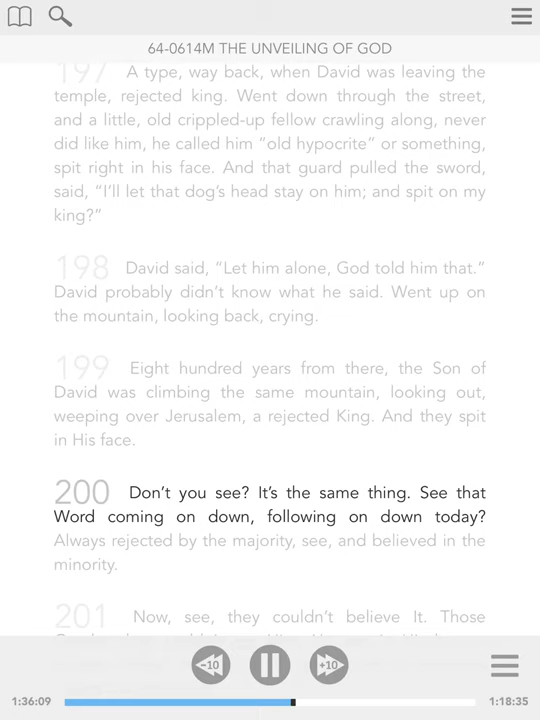 64-0614M THE UNVEILING OF GOD
197 A type, way back, when David was leaving the
temple, rejected king. Went down through the street,
and a little, old crippled-up fellow crawling along, never
did like him, he called him “old hypocrite” or something,
spit right in his face. And that guard pulled the sword,
said, “I’ll let that dog’s head stay on him; and spit on my
king?”
198 David said, “Let him alone, God told him that.”
David probably didn’t know what he said. Went up on
the mountain, looking back, crying.
199 Eight hundred years from there, the Son of
David was climbing the same mountain, looking out,
weeping over Jerusalem, a rejected King. And they spit
in His face.
200 Don’t you see? It’s the same thing. See that
Word coming on down, following on down today?
Always rejected by the majority, see, and believed in the
minority.
201 Now, see, they couldn’t believe It. Those
-10
+10
1:36:09
1:18:35